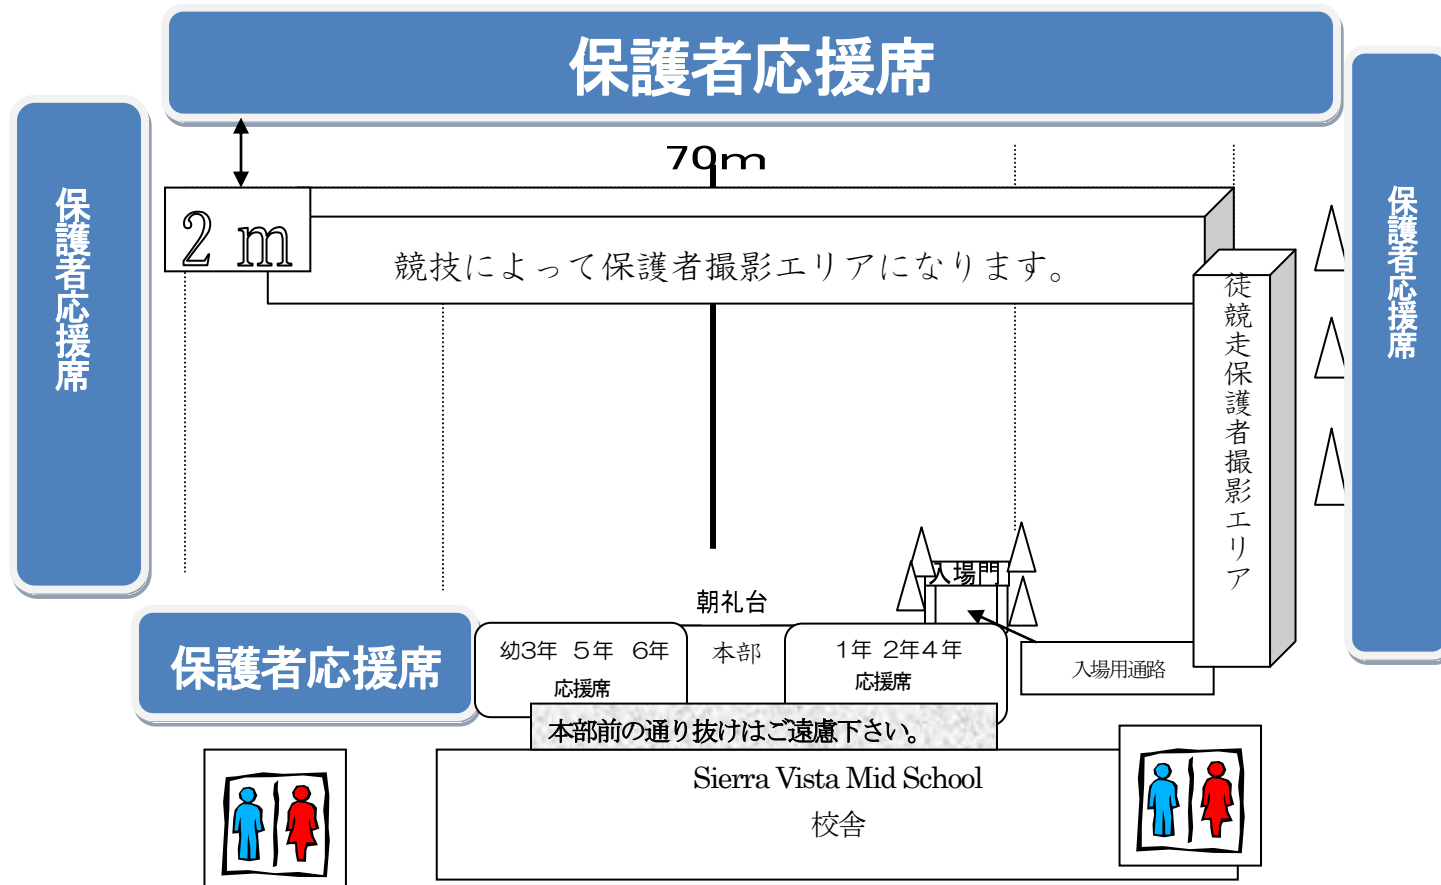 保護者応援席
保護者応援席
保護者応援席
70m
2 m
競技によって保護者撮影エリアになります。
徒競走保護者撮影エリア
入場門
朝礼台
保護者応援席
幼3年 5年 6年
応援席
本部
1年 2年4年
応援席
入場用通路
本部前の通り抜けはご遠慮下さい。
Sierra Vista Mid School
校舎